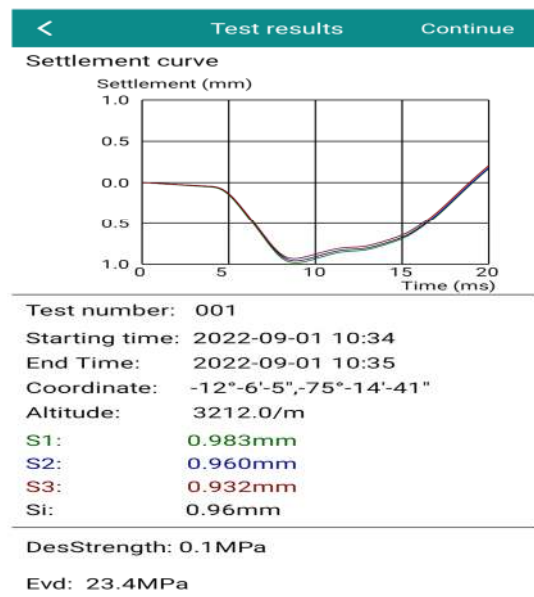 < Test results Continue
Settlement curve
Settlement (mm)
1.0
0.5
0.0
0.5
1.0
0 5 10 15 20
Time (ms)
Test number: 001
Starting time: 2022-09-01 10:34
End Time: 2022-09-01 10:35
Coordinate: -12°-6'-5",-75°-14'-41"
Altitude: 3212.0/m
S1: 0.983mm
S2: 0.960mm
S3: 0.932mm
Si: 0.96mm
DesStrength: 0.1MPa
Evd: 23.4MPa